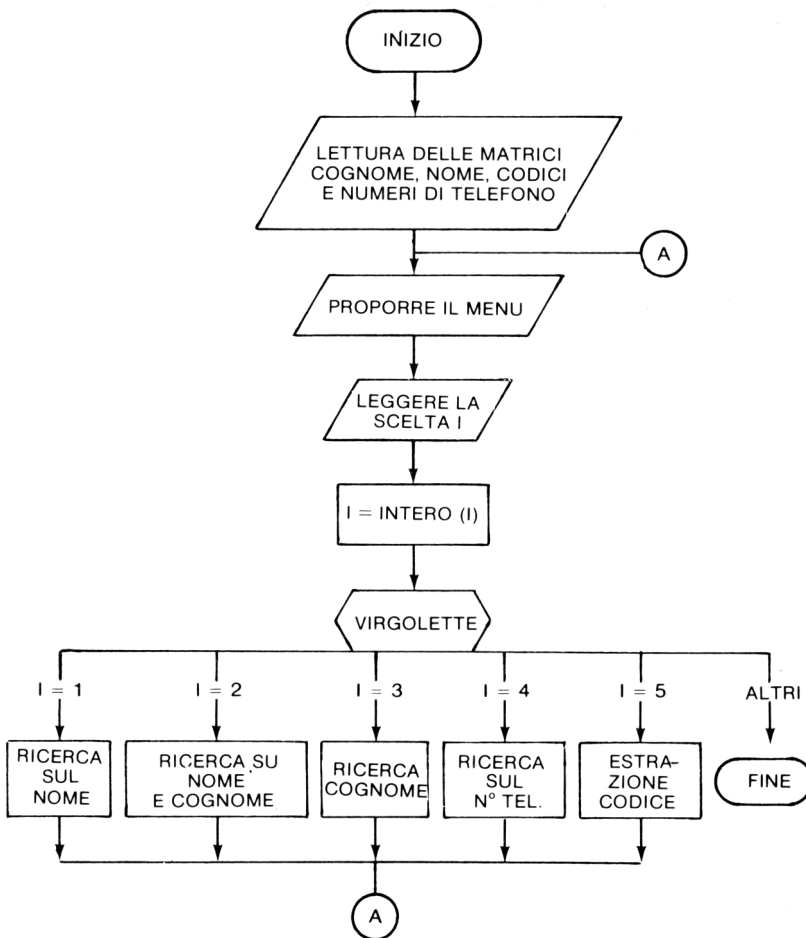 INIZIO
LETTURA DELLE MATRICI
COGNOME, NOME, CODICI
E NUMERI DI TELEFONO
A
PROPORRE IL MENU
LEGGERE LA
SCELTA I
I = INTERO (I)
VIRGOLETTE
I = 1
I = 2
I = 3
I = 4
I = 5
ALTRI
RICERCA
SUL
NOME
RICERCA SU
NOME
E COGNOME
RICERCA
COGNOME
RICERCA
SUL
N° TEL.
ESTRA-
ZIONE
CODICE
FINE
A